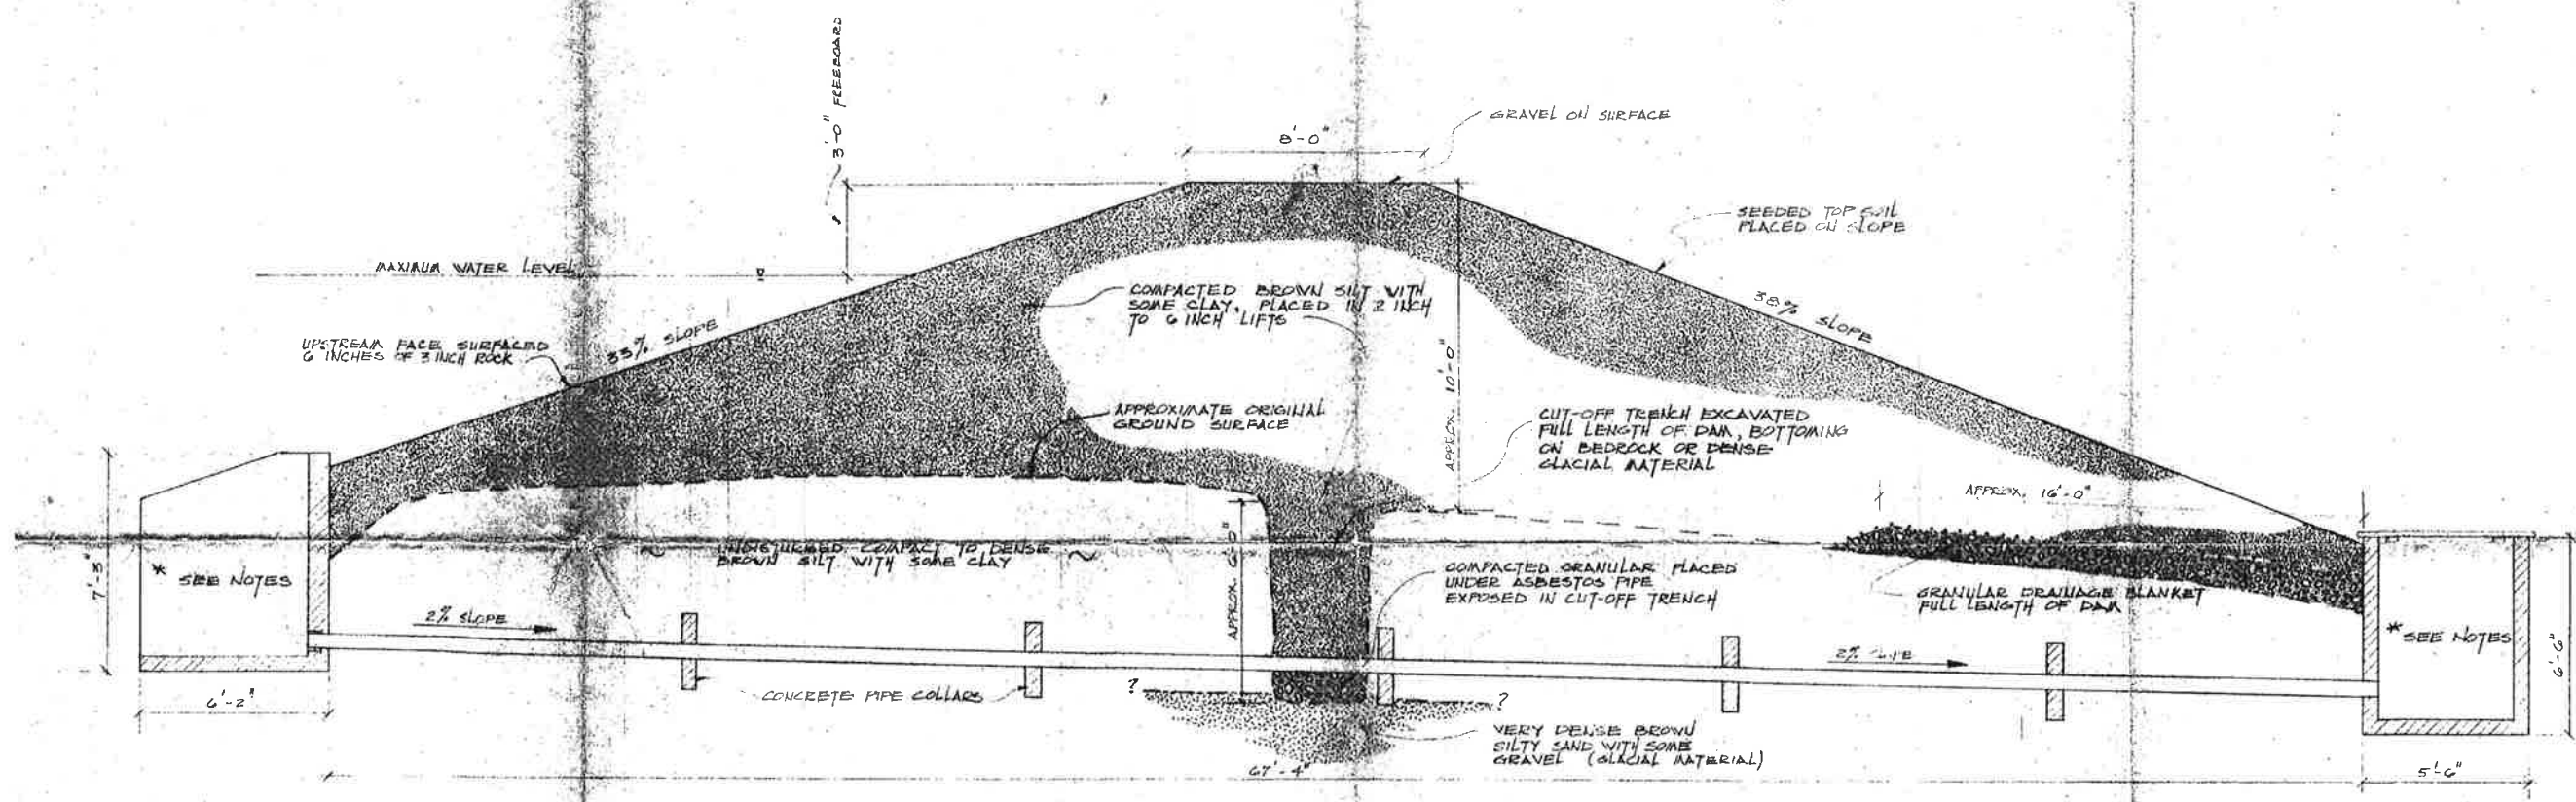 3'-0" FREEBOARD
8'-0"
GRAVEL ON SURFACE
SEEDED TOP SOIL
PLACED ON SLOPE
MAXIMUM WATER LEVEL
COMPACTED BROWN SILT WITH
SOME CLAY, PLACED IN 2 INCH
TO 6 INCH LIFTS
38% SLOPE
UPSTREAM FACE SURFACED
6 INCHES OF 3 INCH ROCK
33% SLOPE
APPROX. 10'-0"
APPROXIMATE ORIGINAL
GROUND SURFACE
CUT-OFF TRENCH EXCAVATED
FULL LENGTH OF DAM, BOTTOMING
ON BEDROCK OR DENSE
GLACIAL MATERIAL
APPROX. 16'-0"
7'-3"
* SEE NOTES
UNDISTURBED COMPACT TO DENSE
BROWN SILT WITH SOME CLAY
APPROX. 6'-0"
COMPACTED GRANULAR PLACED
UNDER ASBESTOS PIPE
EXPOSED IN CUT-OFF TRENCH
GRANULAR DRAINAGE BLANKET
FULL LENGTH OF DAM
* SEE NOTES
6'-6"
2% SLOPE
2% SLOPE
6'-2"
CONCRETE PIPE COLLARS
?
?
VERY DENSE BROWN
SILTY SAND WITH SOME
GRAVEL (GLACIAL MATERIAL)
67'-4"
5'-6"